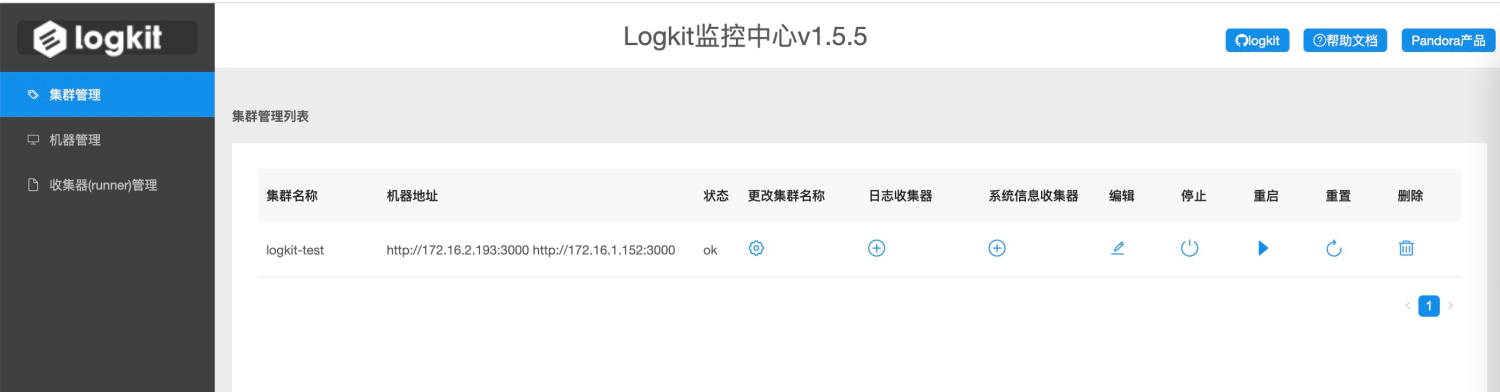 logkit
Logkit监控中心v1.5.5
logkit
帮助文档
Pandora产品
集群管理
机器管理
收集器(runner)管理
集群管理列表
集群名称 机器地址 状态 更改集群名称 日志收集器 系统信息收集器 编辑 停止 重启 重置 删除
logkit-test http://172.16.2.193:3000 http://172.16.1.152:3000 ok
1